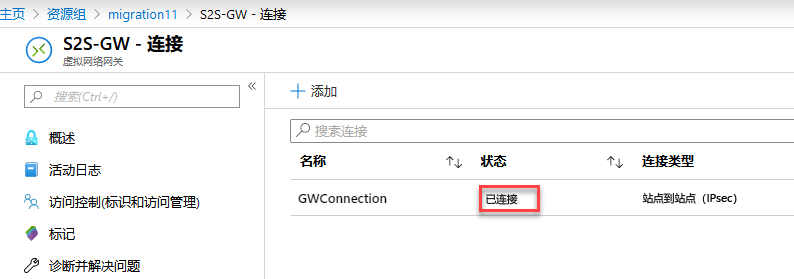 主页 > 资源组 > migration11 > S2S-GW - 连接
S2S-GW - 连接
虚拟网络网关
搜索(Ctrl+/)
概述
活动日志
访问控制(标识和访问管理)
标记
诊断并解决问题
添加
搜索连接
名称 状态 连接类型
GWConnection 已连接 站点到站点（IPsec）